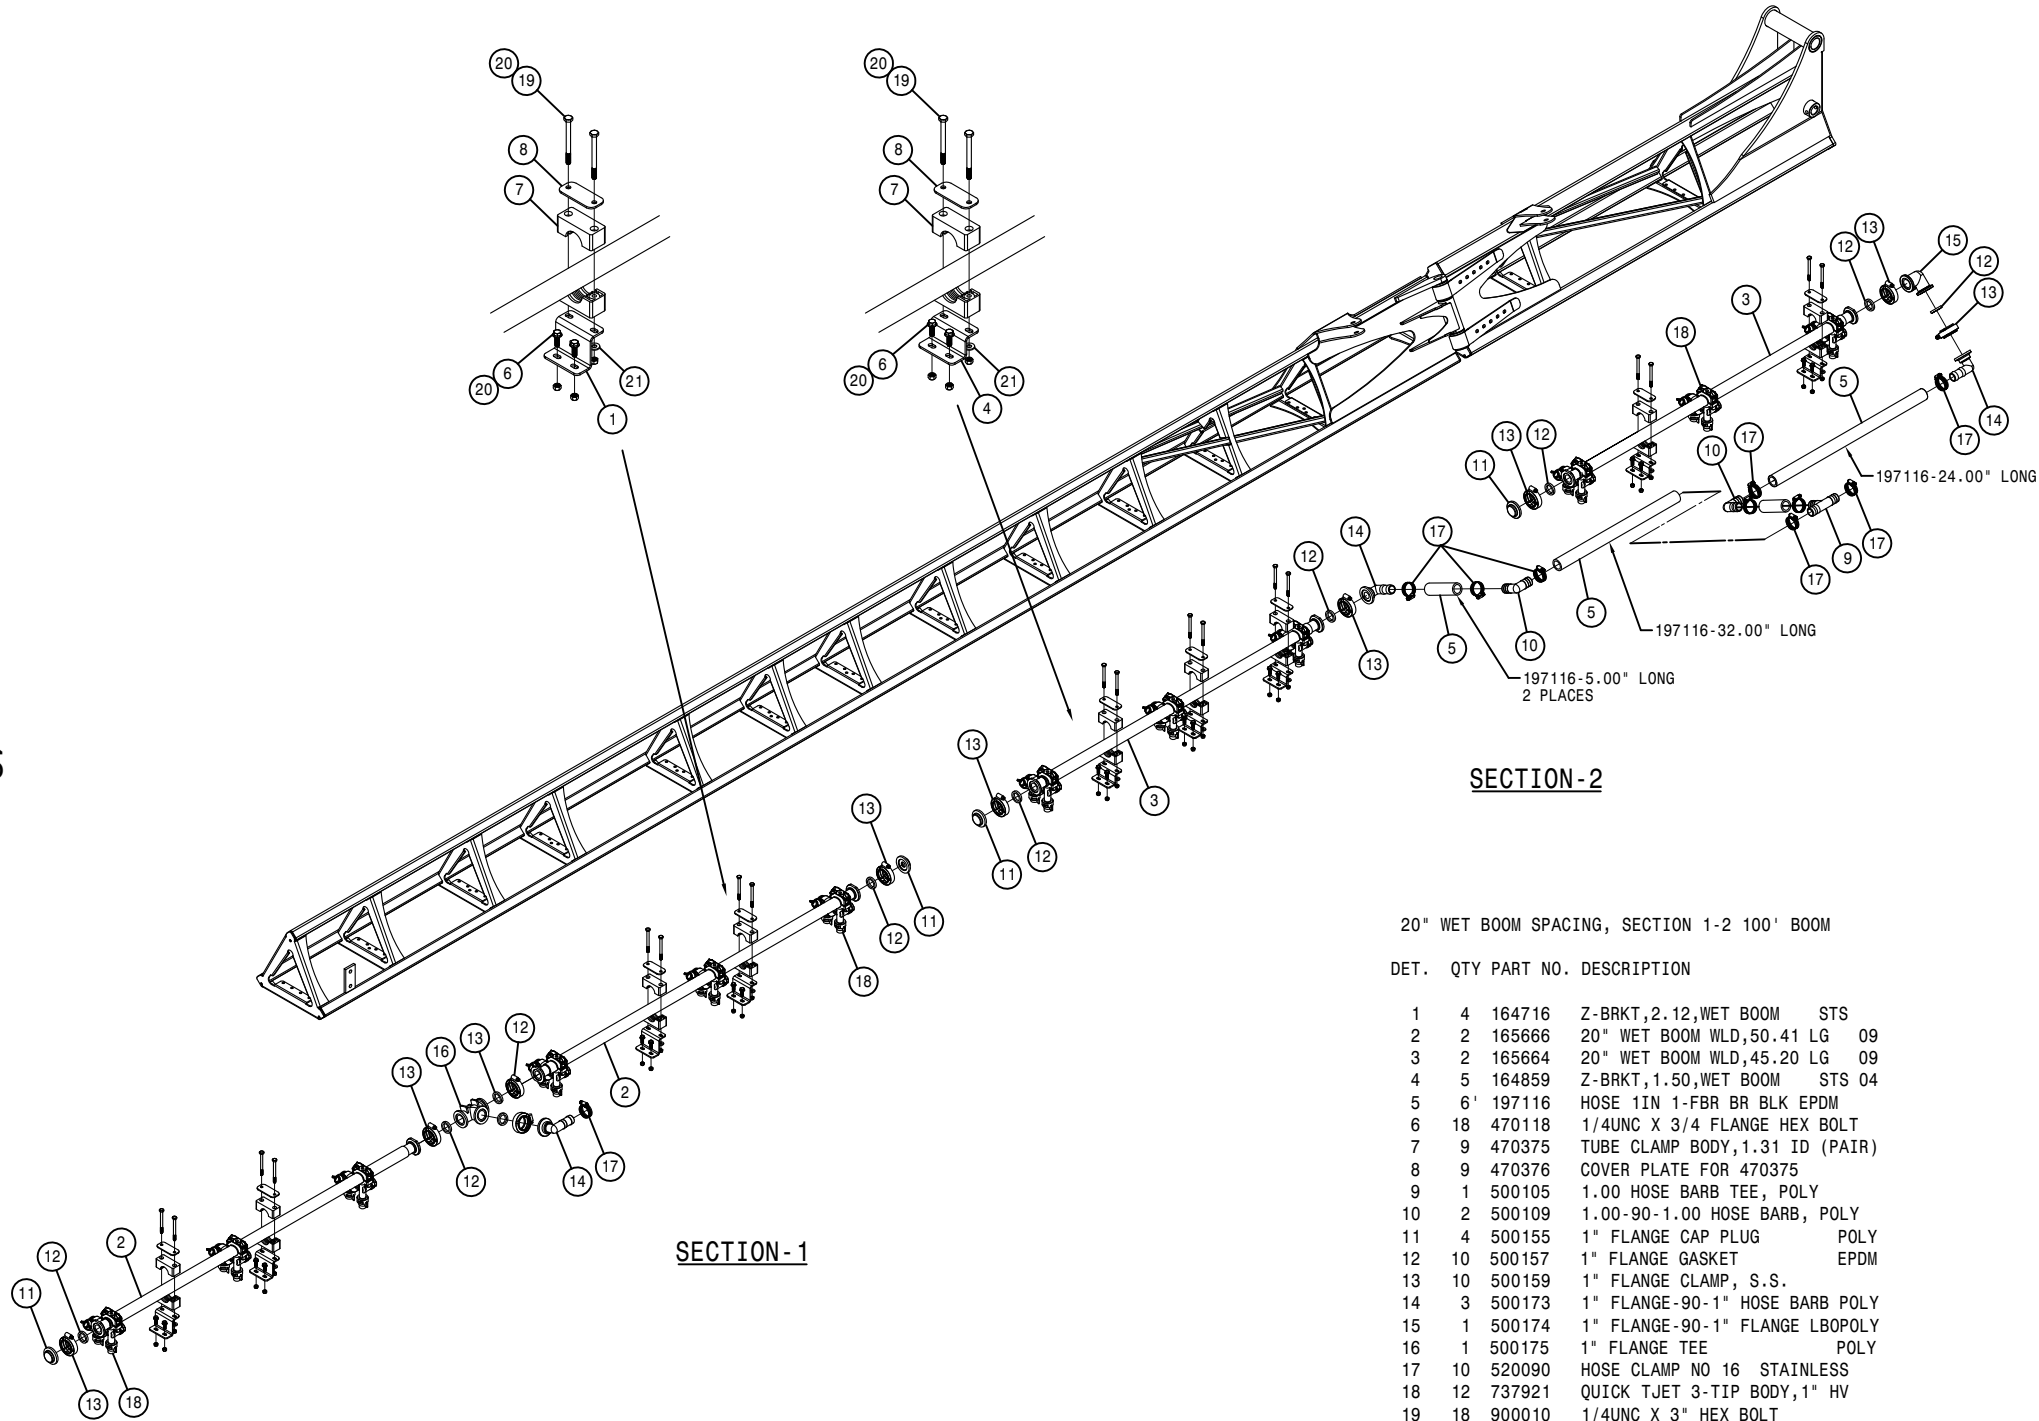 20
19
8
7
6
20
21
1
20
19
8
7
6
20
21
4
13
12
15
12
13
3
18
5
14
17
17
10
13
12
11
197116-24.00" LONG
9
17
17
14
17
12
5
10
5
13
197116-32.00" LONG
197116-5.00" LONG
2 PLACES
3
13
12
11
SECTION-2
S
13
11
12
18
12
13
16
13
2
17
14
12
SECTION-1
2
12
11
13
18
20" WET BOOM SPACING, SECTION 1-2 100' BOOM
DET. QTY PART NO. DESCRIPTION
1 4 164716 Z-BRKT,2.12,WET BOOM STS
2 2 165666 20" WET BOOM WLD,50.41 LG 09
3 2 165664 20" WET BOOM WLD,45.20 LG 09
4 5 164859 Z-BRKT,1.50,WET BOOM STS 04
5 6' 197116 HOSE 1IN 1-FBR BR BLK EPDM
6 18 470118 1/4UNC X 3/4 FLANGE HEX BOLT
7 9 470375 TUBE CLAMP BODY,1.31 ID (PAIR)
8 9 470376 COVER PLATE FOR 470375
9 1 500105 1.00 HOSE BARB TEE, POLY
10 2 500109 1.00-90-1.00 HOSE BARB, POLY
11 4 500155 1" FLANGE CAP PLUG POLY
12 10 500157 1" FLANGE GASKET EPDM
13 10 500159 1" FLANGE CLAMP, S.S.
14 3 500173 1" FLANGE-90-1" HOSE BARB POLY
15 1 500174 1" FLANGE-90-1" FLANGE LBOPOLY
16 1 500175 1" FLANGE TEE POLY
17 10 520090 HOSE CLAMP NO 16 STAINLESS
18 12 737921 QUICK TJET 3-TIP BODY,1" HV
19 18 900010 1/4UNC X 3" HEX BOLT